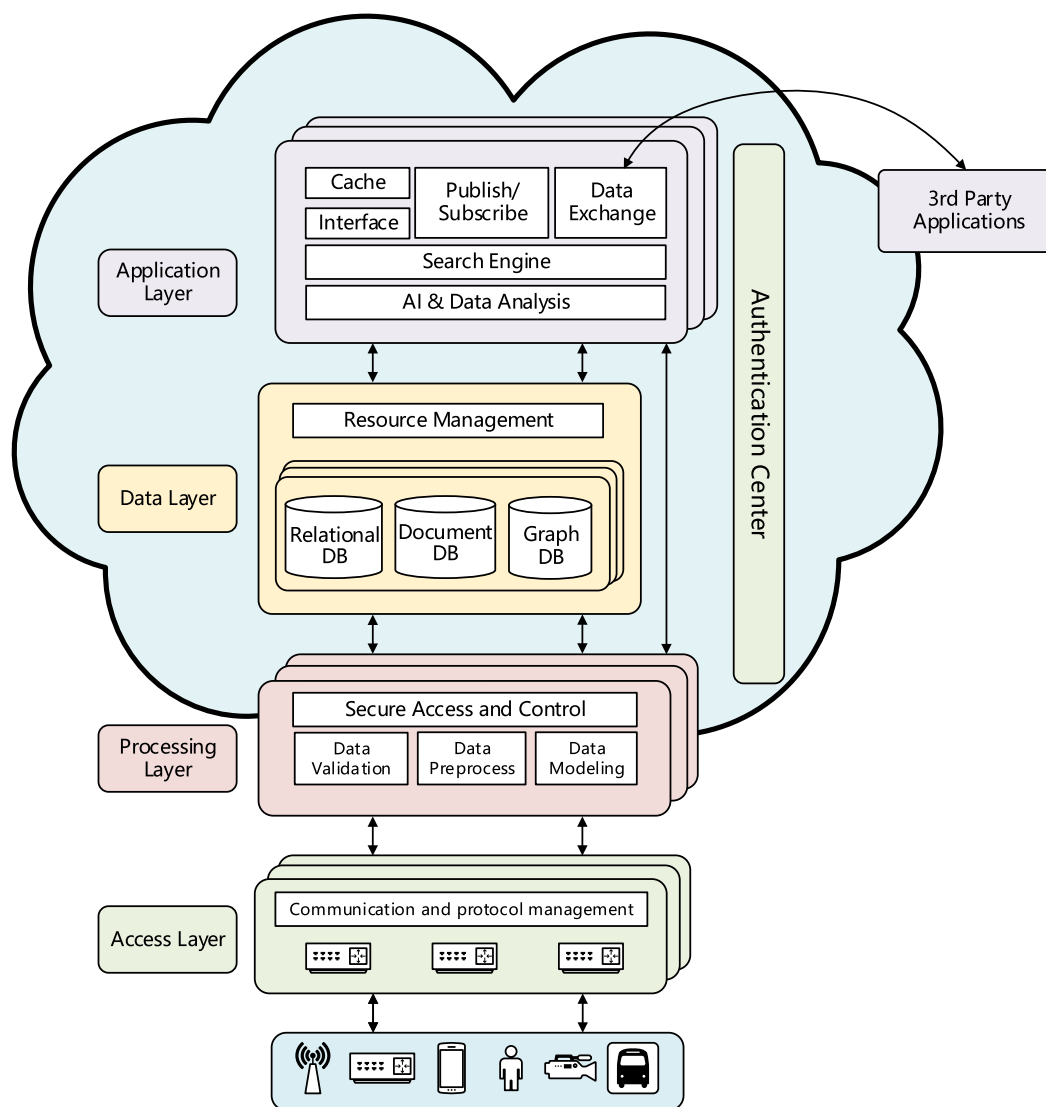 Cache
Publish/
Subscribe
Data
Exchange
Interface
Search Engine
AI & Data Analysis
3rd Party
Applications
Application
Layer
Authentication Center
Resource Management
Data Layer
Relational
DB
Document
DB
Graph
DB
Processing
Layer
Secure Access and Control
Data
Validation
Data
Preprocess
Data
Modeling
Access Layer
Communication and protocol management